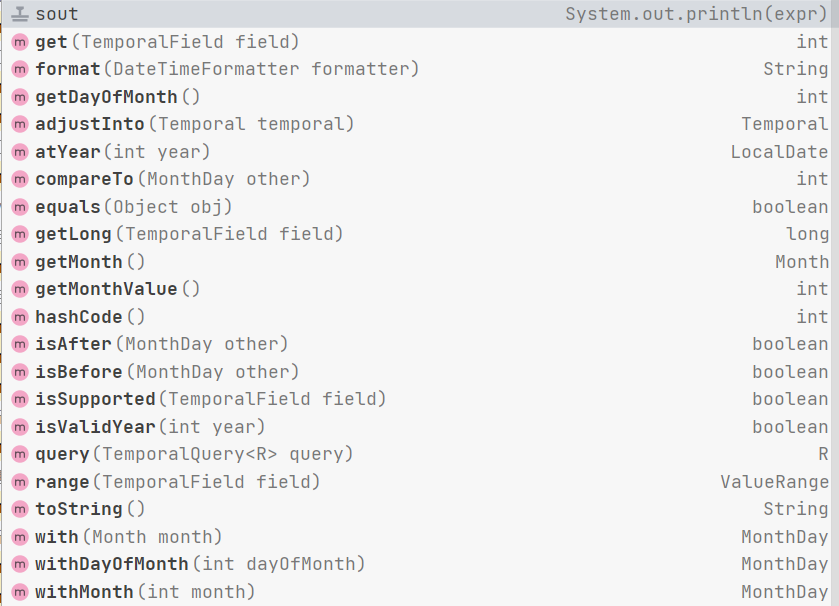 sout System.out.println(expr)
m get(TemporalField field) int
m format(DateTimeFormatter formatter) String
m getDayOfMonth() int
m adjustInto(Temporal temporal) Temporal
m atYear(int year) LocalDate
m compareTo(MonthDay other) int
m equals(Object obj) boolean
m getLong(TemporalField field) long
m getMonth() Month
m getMonthValue() int
m hashCode() int
m isAfter(MonthDay other) boolean
m isBefore(MonthDay other) boolean
m isSupported(TemporalField field) boolean
m isValidYear(int year) boolean
m query(TemporalQuery<R> query) R
m range(TemporalField field) ValueRange
m toString() String
m with(Month month) MonthDay
m withDayOfMonth(int dayOfMonth) MonthDay
m withMonth(int month) MonthDay